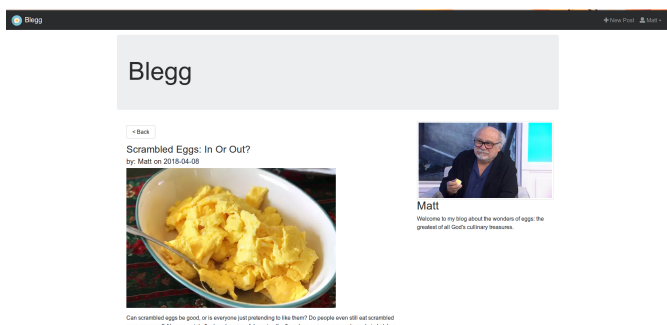 Blegg
New Post Matt
Blegg
< Back
Scrambled Eggs: In Or Out?
by: Matt on 2018-04-08
Matt
Welcome to my blog about the wonders of eggs: the
greatest of all God's cullinary treasures.
Can scrambled eggs be good, or is everyone just pretending to like them? Do people even still eat scrambled